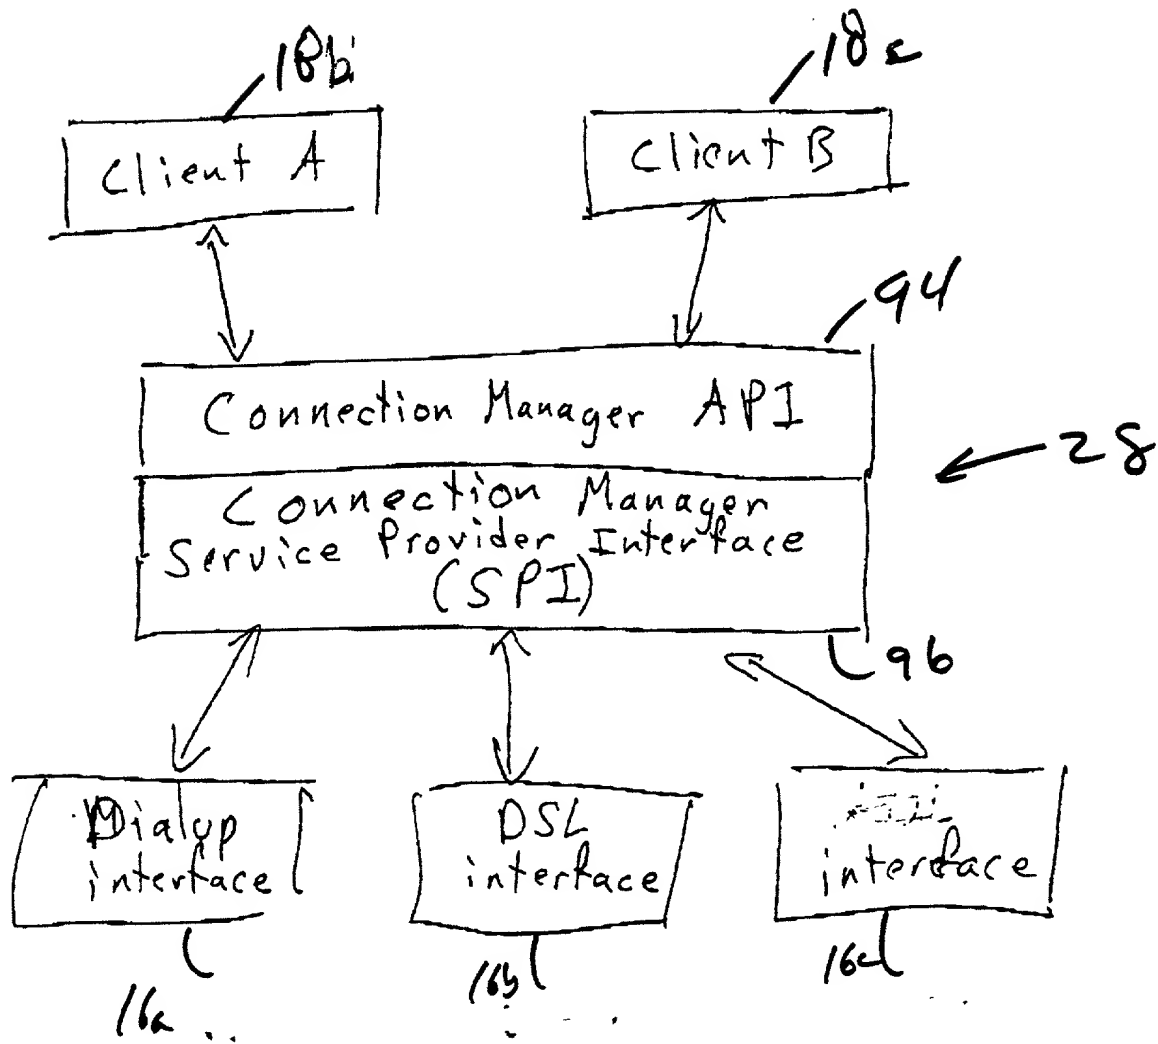 18b
18c
Client A
Client B
94
Connection Manager API
28
Connection Manager
Service Provider Interface
(SPI)
96
Dialup
interface
DSL
interface
interface
16a
16b
16c